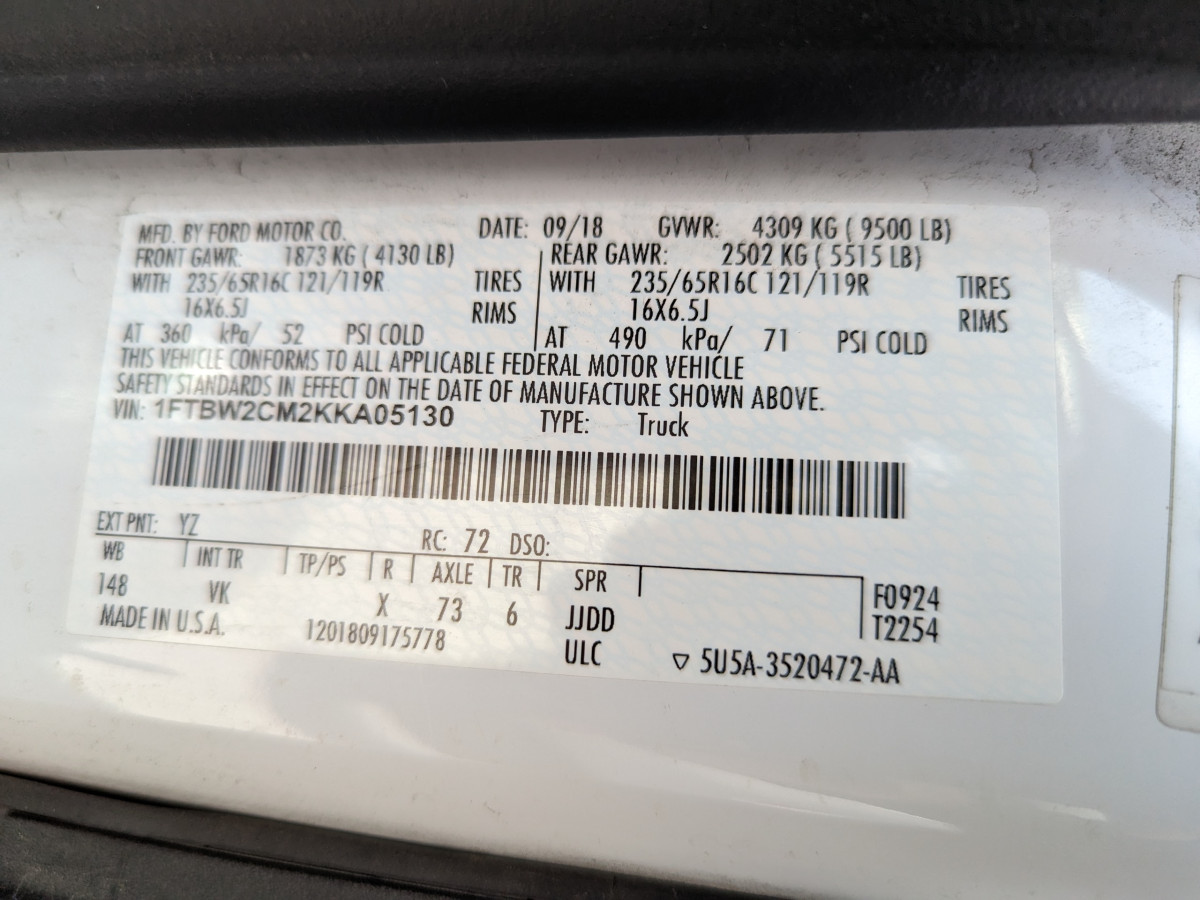 MFD. BY FORD MOTOR CO. DATE: 09/18 GVWR: 4309 KG ( 9500 LB)
FRONT GAWR: 1873 KG ( 4130 LB) REAR GAWR: 2502 KG ( 5515 LB)
WITH 235/65R16C 121/119R TIRES WITH 235/65R16C 121/119R TIRES
16X6.5J RIMS 16X6.5J RIMS
AT 360 kPa/ 52 PSI COLD AT 490 kPa/ 71 PSI COLD
THIS VEHICLE CONFORMS TO ALL APPLICABLE FEDERAL MOTOR VEHICLE
SAFETY STANDARDS IN EFFECT ON THE DATE OF MANUFACTURE SHOWN ABOVE.
VIN: 1FTBW2CM2KKA05130 TYPE: Truck
EXT PNT: YZ RC: 72 DSO:
WB INT TR TP/PS R AXLE TR SPR
148 VK X 73 6 JJDD F0924
T2254
MADE IN U.S.A. 1201809175778 ULC ▽ 5U5A-3520472-AA